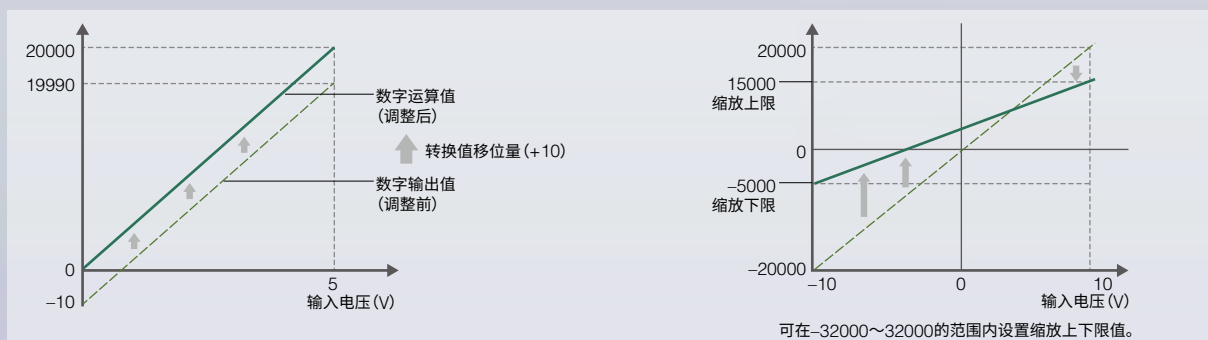 20000
19990
数字运算值
(调整后)
转换值移位量(+10)
数字输出值
(调整前)
0
–10
5
输入电压(V)
20000
15000
缩放上限
0
–5000
缩放下限
–20000
–10
0
10
输入电压(V)
可在–32000～32000的范围内设置缩放上下限值。